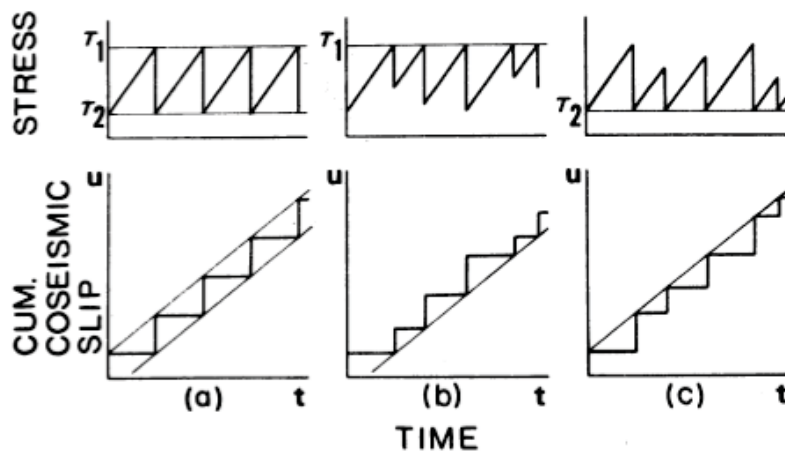 STRESS
τ1
τ2
τ1
τ2
CUM.
COSEISMIC
SLIP
u
u
u
(a) t
(b) t
(c) t
TIME